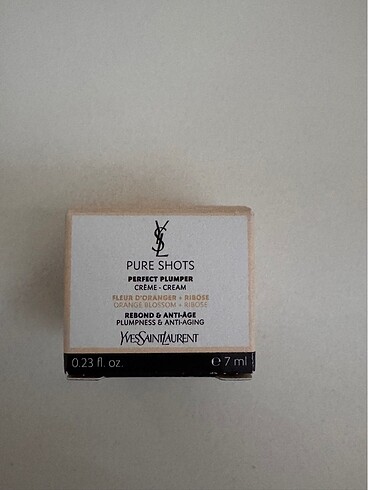 YSL
PURE SHOTS
PERFECT PLUMPER
CRÈME - CREAM
FLEUR D'ORANGER + RIBOSE
ORANGE BLOSSOM + RIBOSE
REBOND & ANTI-ÂGE
PLUMPNESS & ANTI-AGING
YVESSAINTLAURENT
0.23 fl. oz. ℮ 7 ml